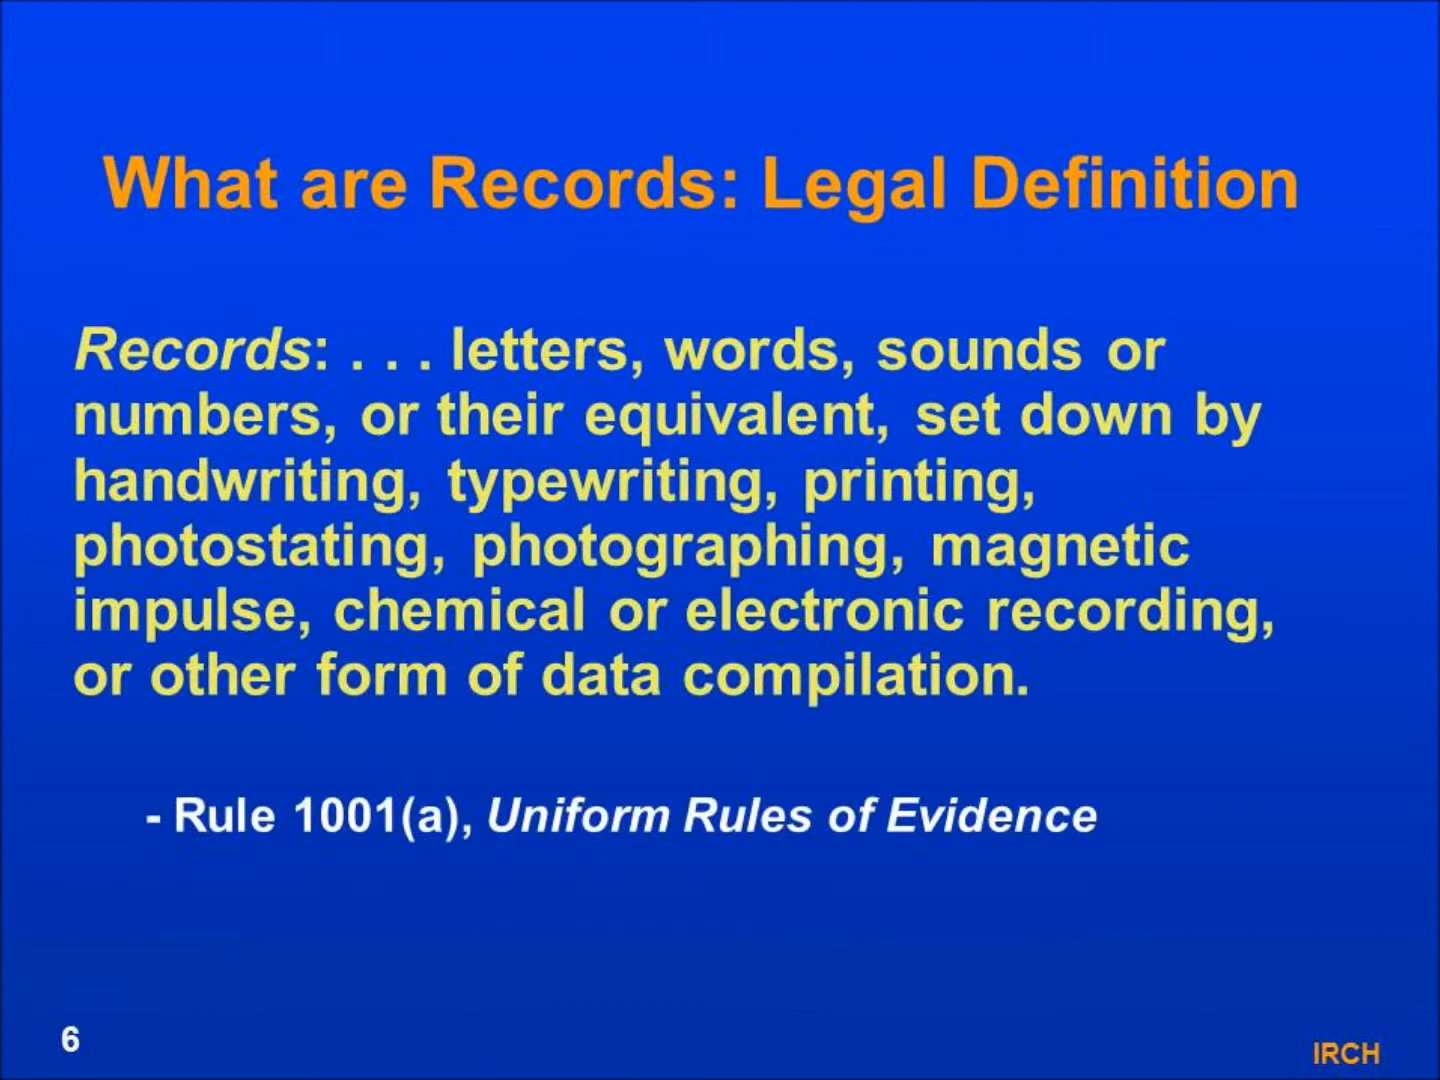 What are Records: Legal Definition
Records: . . . letters, words, sounds or
numbers, or their equivalent, set down by
handwriting, typewriting, printing,
photostating, photographing, magnetic
impulse, chemical or electronic recording,
or other form of data compilation.
- Rule 1001(a), Uniform Rules of Evidence
6
IRCH